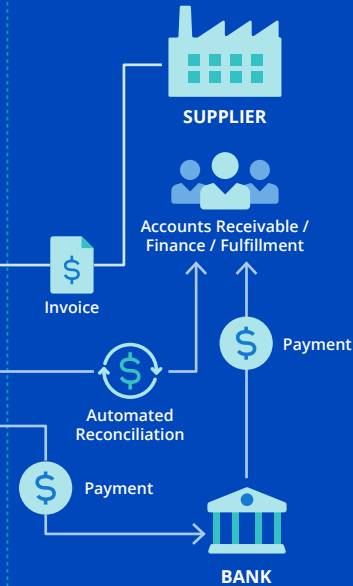 SUPPLIER
Accounts Receivable /
Finance / Fulfillment
$
Invoice
$
Payment
$
Automated
Reconciliation
$
Payment
BANK